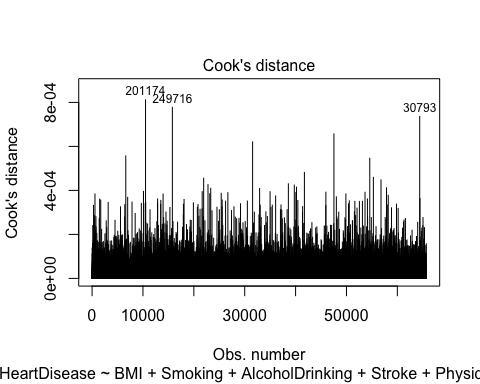 Cook's distance
201174
249716
30793
Cook's distance
0e+00 4e-04 8e-04
0 10000 30000 50000
Obs. number
HeartDisease ~ BMI + Smoking + AlcoholDrinking + Stroke + Physic